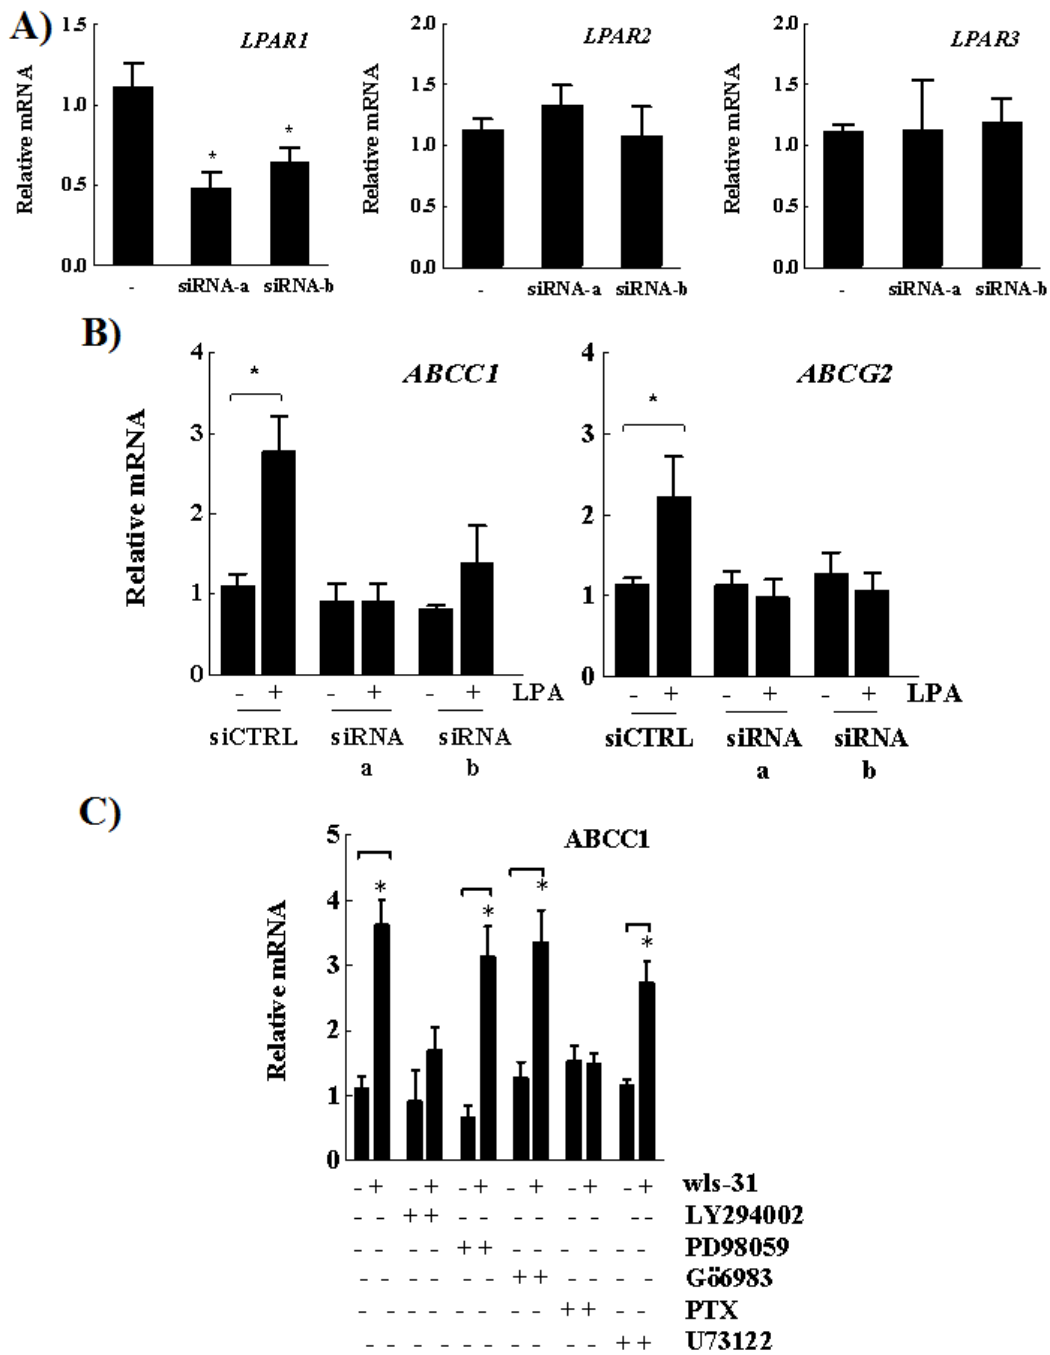 A)
LPAR1
Relative mRNA
1.5
1.0
0.5
0.0
*
*
- siRNA-a siRNA-b
LPAR2
Relative mRNA
2.0
1.5
1.0
0.5
0.0
- siRNA-a siRNA-b
LPAR3
Relative mRNA
2.0
1.5
1.0
0.5
0.0
- siRNA-a siRNA-b
B)
ABCC1
Relative mRNA
4
3
2
1
0
*
- + - + - + LPA
siCTRL siRNA siRNA
a b
ABCG2
4
3
2
1
0
*
- + - + - + LPA
siCTRL siRNA siRNA
a b
C)
ABCC1
Relative mRNA
5
4
3
2
1
0
* * * *
- + - + - + - + - + - + wls-31
- - + + - - - - - - - - LY294002
- - - - + + - - - - - - PD98059
- - - - - - + + - - - - Gö6983
- - - - - - - - + + - - PTX
- - - - - - - - - - + + U73122